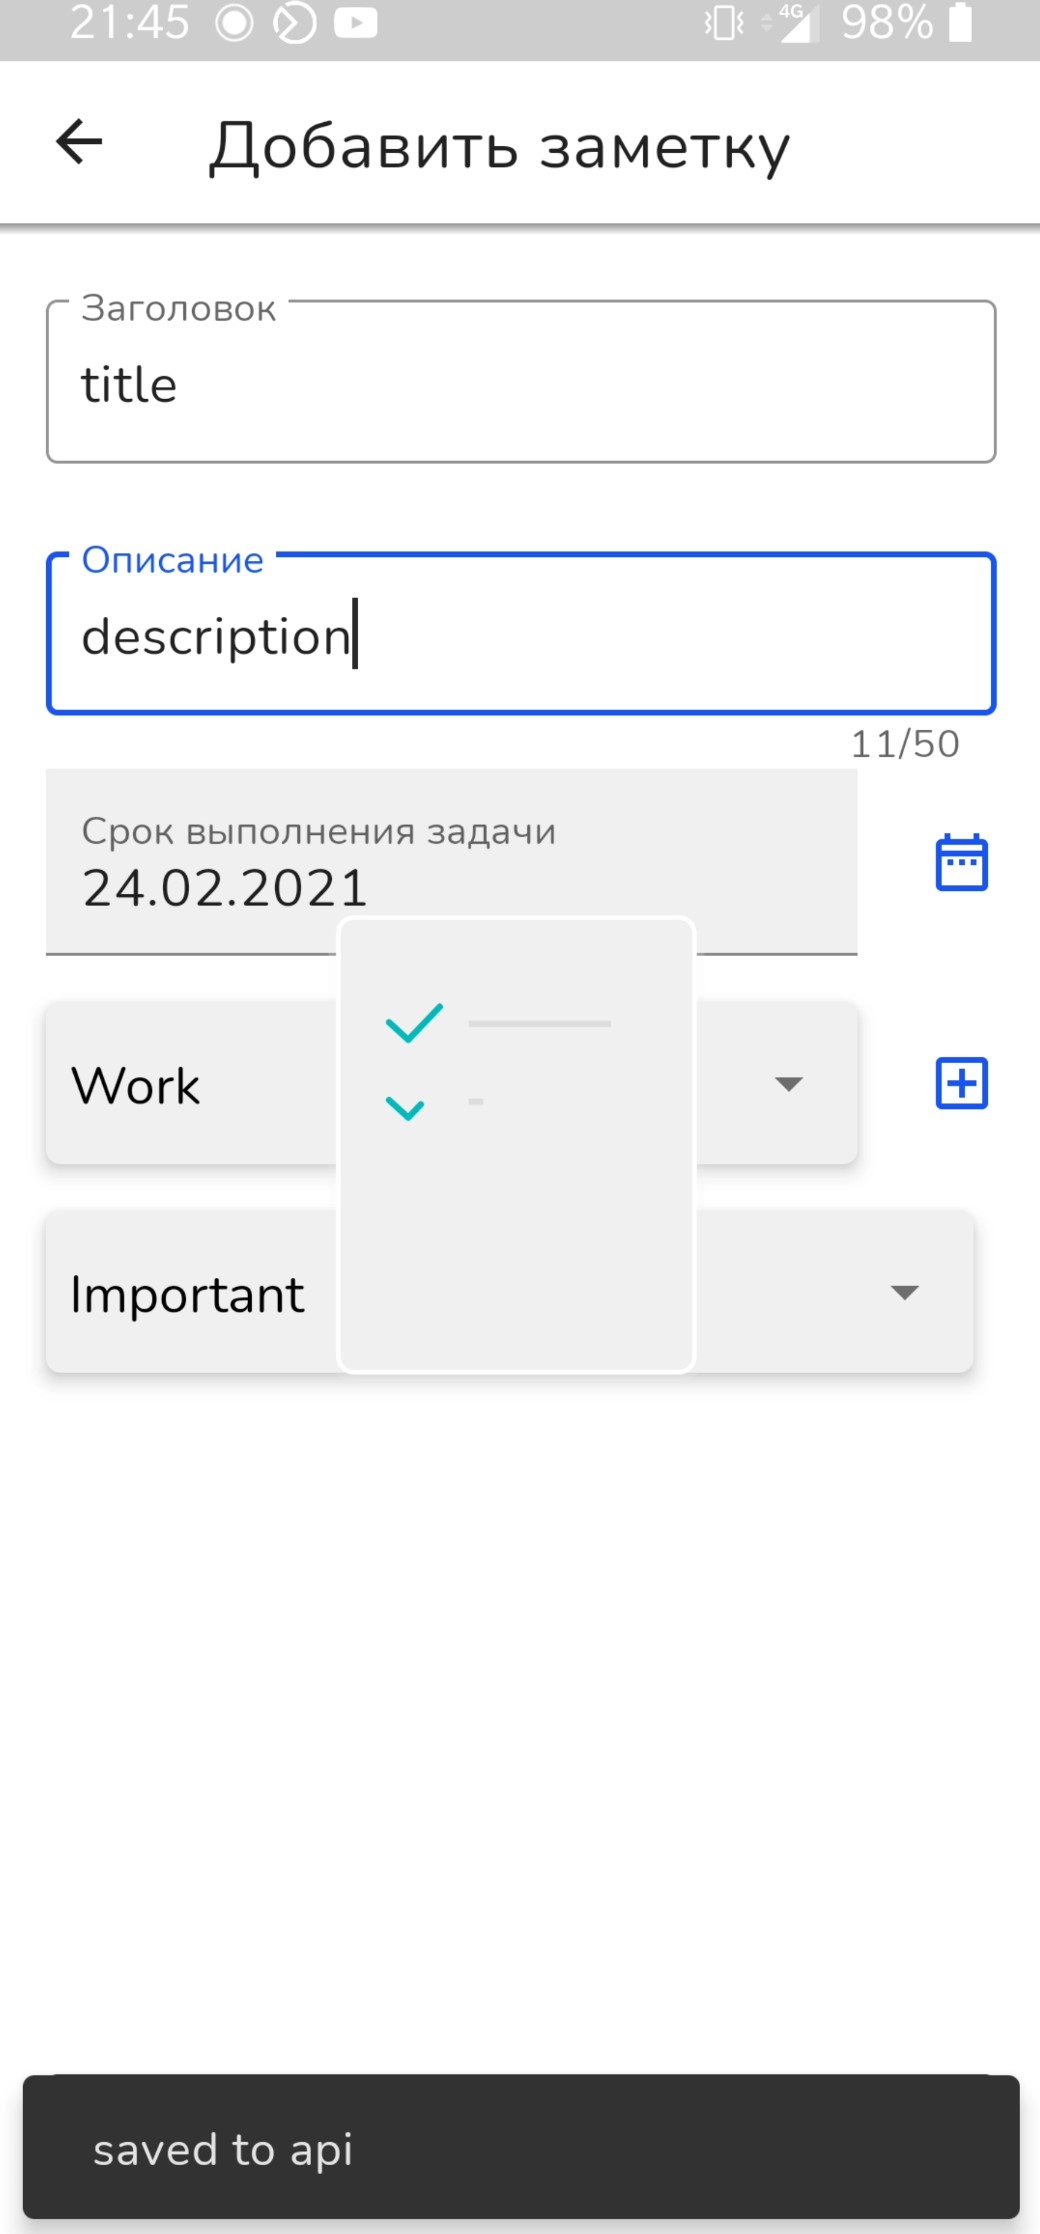 21:45 4G 98%
Добавить заметку
Заголовок
title
Описание
description
11/50
Срок выполнения задачи
24.02.2021
Work
Important
saved to api